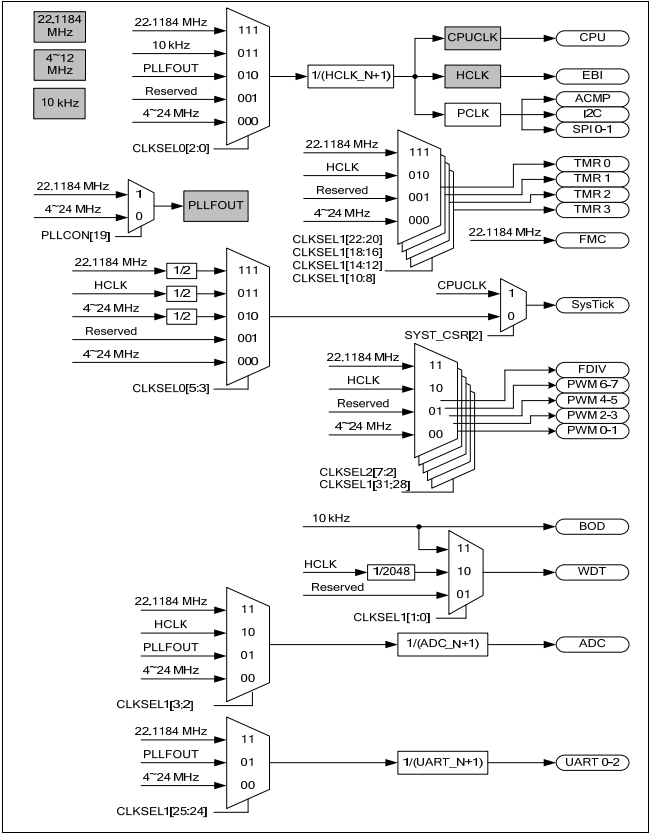 22.1184
MHz
4~12
MHz
10 kHz
22.1184 MHz
10 kHz
PLLFOUT
Reserved
4~24 MHz
111
011
010
001
000
CLKSEL0[2:0]
1/(HCLK_N+1)
CPUCLK
HCLK
PCLK
CPU
EBI
ACMP
I2C
SPI 0-1
22.1184 MHz
HCLK
Reserved
4~24 MHz
111
010
001
000
CLKSEL1[22:20]
CLKSEL1[18:16]
CLKSEL1[14:12]
CLKSEL1[10:8]
TMR 0
TMR 1
TMR 2
TMR 3
22.1184 MHz
FMC
22.1184 MHz
4~24 MHz
1
0
PLLCON[19]
PLLFOUT
22.1184 MHz
HCLK
4~24 MHz
Reserved
4~24 MHz
1/2
1/2
1/2
111
011
010
001
000
CLKSEL0[5:3]
CPUCLK
1
0
SYST_CSR[2]
SysTick
22.1184 MHz
HCLK
Reserved
4~24 MHz
11
10
01
00
CLKSEL2[7:2]
CLKSEL1[31:28]
FDIV
PWM 6-7
PWM 4-5
PWM 2-3
PWM 0-1
10 kHz
HCLK
1/2048
Reserved
11
10
01
CLKSEL1[1:0]
BOD
WDT
22.1184 MHz
HCLK
PLLFOUT
4~24 MHz
11
10
01
00
CLKSEL1[3:2]
1/(ADC_N+1)
ADC
22.1184 MHz
PLLFOUT
4~24 MHz
11
01
00
CLKSEL1[25:24]
1/(UART_N+1)
UART 0-2